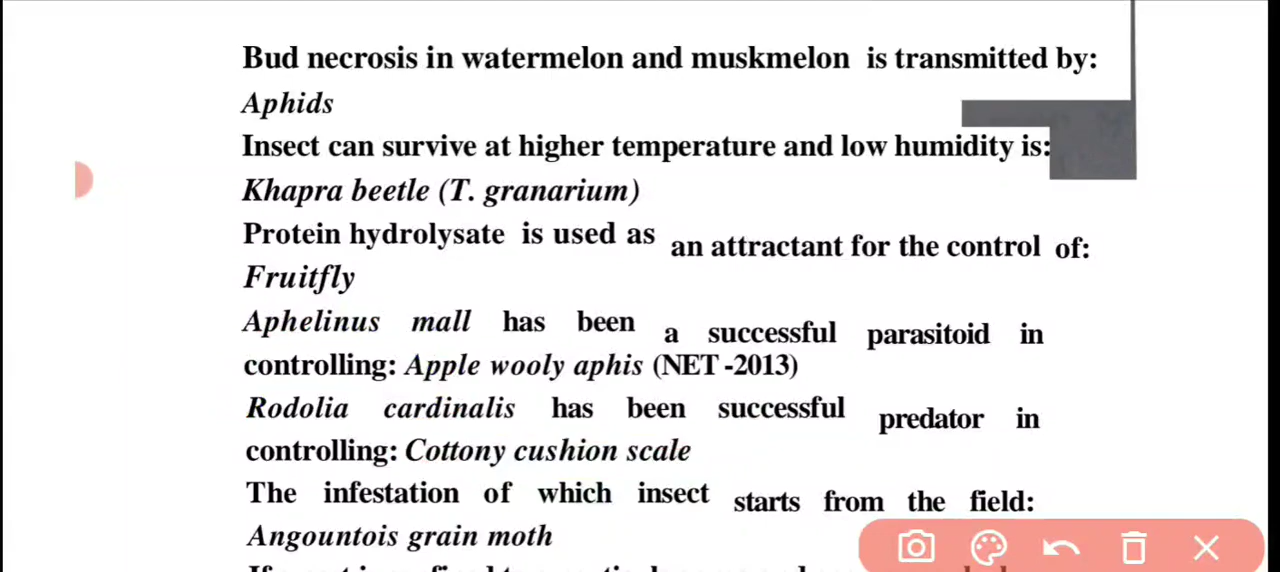 Bud necrosis in watermelon and muskmelon is transmitted by:
Aphids
Insect can survive at higher temperature and low humidity is:
Khapra beetle (T. granarium)
Protein hydrolysate is used as an attractant for the control of:
Fruitfly
Aphelinus mall has been a successful parasitoid in
controlling: Apple wooly aphis (NET -2013)
Rodolia cardinalis has been successful predator in
controlling: Cottony cushion scale
The infestation of which insect starts from the field:
Angountois grain moth